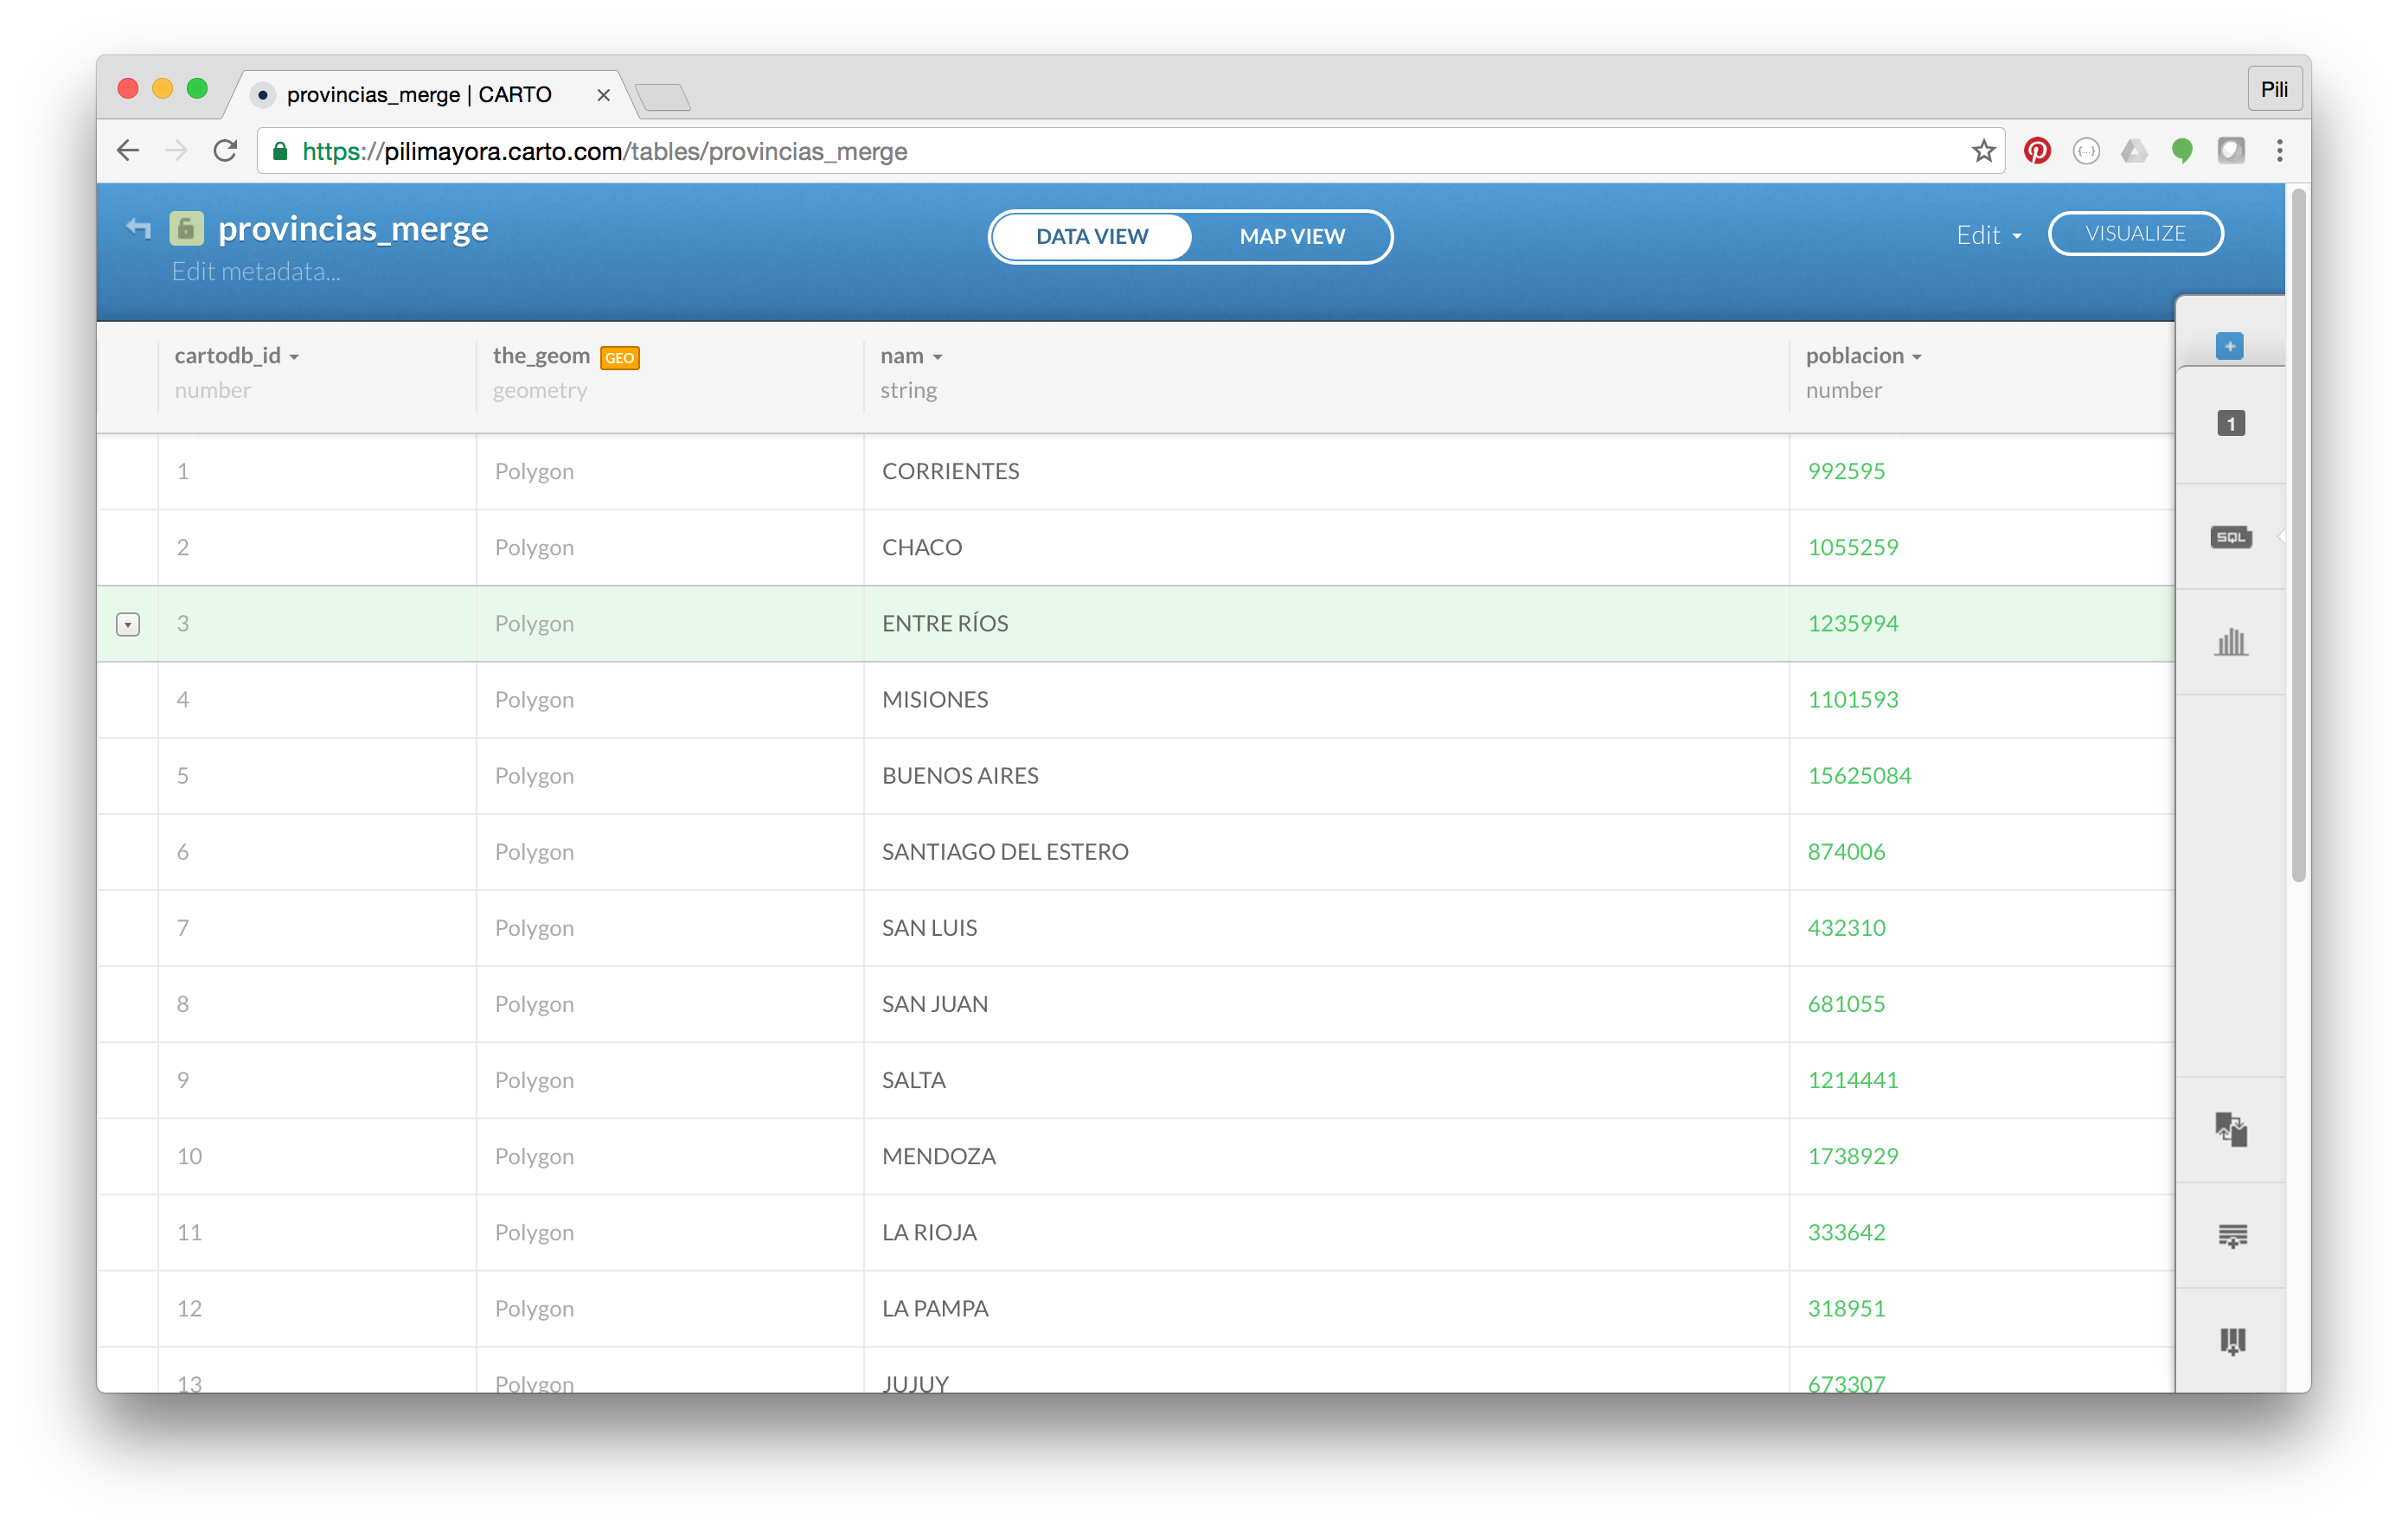 provincias_merge | CARTO
Pili
https://pilimayora.carto.com/tables/provincias_merge
provincias_merge
DATA VIEW MAP VIEW
Edit VISUALIZE
Edit metadata...
cartodb_id the_geom GEO nam poblacion
number geometry string number
1 Polygon CORRIENTES 992595
2 Polygon CHACO 1055259
3 Polygon ENTRE RÍOS 1235994
4 Polygon MISIONES 1101593
5 Polygon BUENOS AIRES 15625084
6 Polygon SANTIAGO DEL ESTERO 874006
7 Polygon SAN LUIS 432310
8 Polygon SAN JUAN 681055
9 Polygon SALTA 1214441
10 Polygon MENDOZA 1738929
11 Polygon LA RIOJA 333642
12 Polygon LA PAMPA 318951
13 Polygon JUJUY 673307
1
SQL